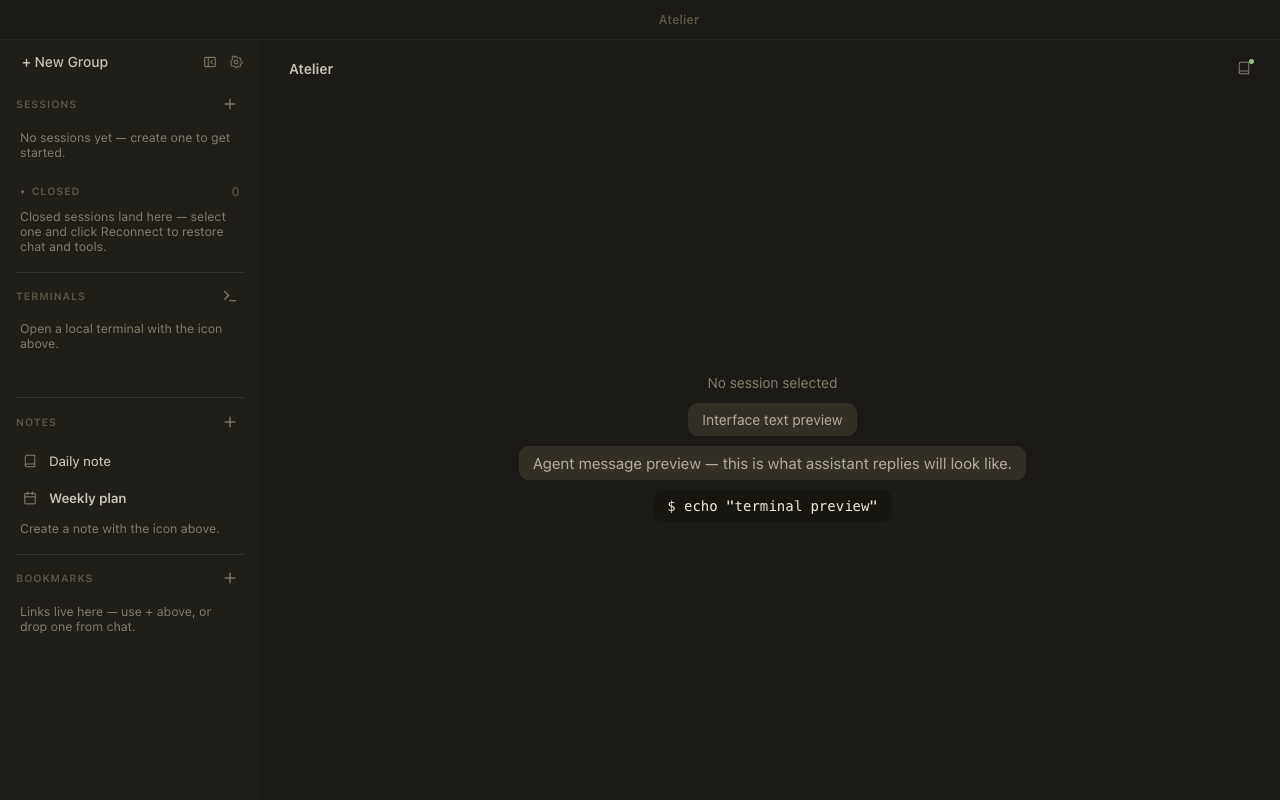 Atelier
+ New Group
SESSIONS
No sessions yet — create one to get
started.
CLOSED 0
Closed sessions land here — select
one and click Reconnect to restore
chat and tools.
TERMINALS
Open a local terminal with the icon
above.
NOTES
Daily note
Weekly plan
Create a note with the icon above.
BOOKMARKS
Links live here — use + above, or
drop one from chat.
Atelier
No session selected
Interface text preview
Agent message preview — this is what assistant replies will look like.
$ echo "terminal preview"